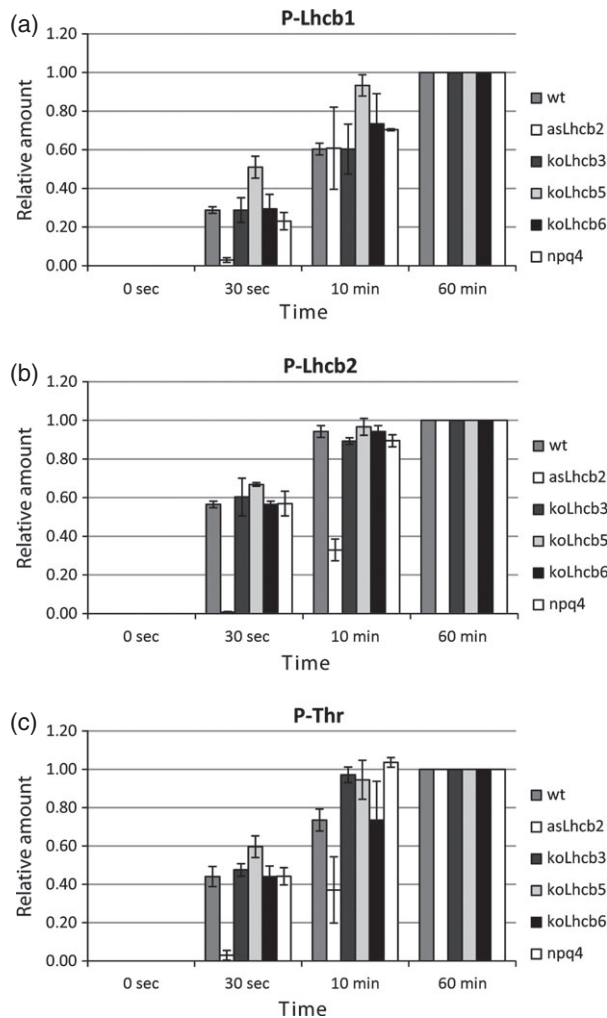 (a)
P-Lhcb1
Relative amount
1.20
1.00
0.80
0.60
0.40
0.20
0.00
0 sec
30 sec
10 min
60 min
Time
wt
asLhcb2
koLhcb3
koLhcb5
koLhcb6
npq4
(b)
P-Lhcb2
Relative amount
1.20
1.00
0.80
0.60
0.40
0.20
0.00
0 sec
30 sec
10 min
60 min
Time
wt
asLhcb2
koLhcb3
koLhcb5
koLhcb6
npq4
(c)
P-Thr
Relative amount
1.20
1.00
0.80
0.60
0.40
0.20
0.00
0 sec
30 sec
10 min
60 min
Time
wt
asLhcb2
koLhcb3
koLhcb5
koLhcb6
npq4